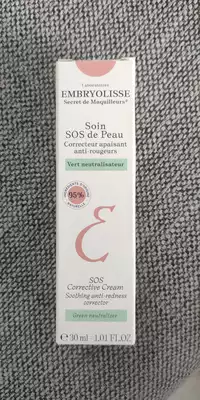 Laboratoires
EMBRYOLISSE
Secret de Maquilleurs*
Soin
SOS de Peau
Correcteur apaisant
anti-rougeurs
Vert neutralisateur
95%
E
SOS
Corrective Cream
Soothing anti-redness
corrector
Green neutralizer
℮ 30 ml - 1.01 FL.OZ